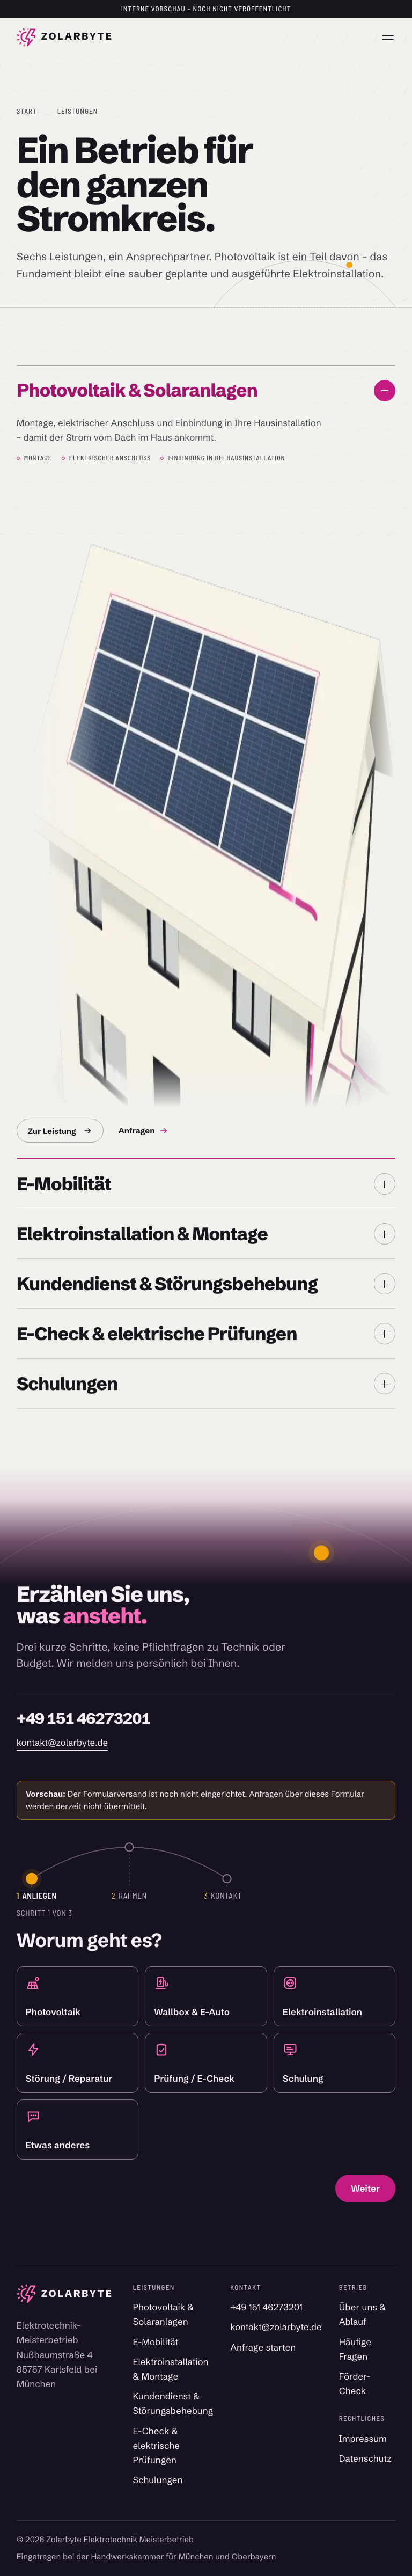 INTERNE VORSCHAU – NOCH NICHT VERÖFFENTLICHT
ZOLARBYTE
START — LEISTUNGEN
Ein Betrieb für
den ganzen
Stromkreis.
Sechs Leistungen, ein Ansprechpartner. Photovoltaik ist ein Teil davon – das
Fundament bleibt eine sauber geplante und ausgeführte Elektroinstallation.
Photovoltaik & Solaranlagen
Montage, elektrischer Anschluss und Einbindung in Ihre Hausinstallation
– damit der Strom vom Dach im Haus ankommt.
MONTAGE
ELEKTRISCHER ANSCHLUSS
EINBINDUNG IN DIE HAUSINSTALLATION
Zur Leistung →
Anfragen →
E-Mobilität
Elektroinstallation & Montage
Kundendienst & Störungsbehebung
E-Check & elektrische Prüfungen
Schulungen
Erzählen Sie uns,
was ansteht.
Drei kurze Schritte, keine Pflichtfragen zu Technik oder
Budget. Wir melden uns persönlich bei Ihnen.
+49 151 46273201
kontakt@zolarbyte.de
Vorschau: Der Formularversand ist noch nicht eingerichtet. Anfragen über dieses Formular
werden derzeit nicht übermittelt.
1 ANLIEGEN
2 RAHMEN
3 KONTAKT
SCHRITT 1 VON 3
Worum geht es?
Photovoltaik
Wallbox & E-Auto
Elektroinstallation
Störung / Reparatur
Prüfung / E-Check
Schulung
Etwas anderes
Weiter
ZOLARBYTE
Elektrotechnik-
Meisterbetrieb
Nußbaumstraße 4
85757 Karlsfeld bei
München
LEISTUNGEN
Photovoltaik &
Solaranlagen
E-Mobilität
Elektroinstallation
& Montage
Kundendienst &
Störungsbehebung
E-Check &
elektrische
Prüfungen
Schulungen
KONTAKT
+49 151 46273201
kontakt@zolarbyte.de
Anfrage starten
BETRIEB
Über uns &
Ablauf
Häufige
Fragen
Förder-
Check
RECHTLICHES
Impressum
Datenschutz
© 2026 Zolarbyte Elektrotechnik Meisterbetrieb
Eingetragen bei der Handwerkskammer für München und Oberbayern